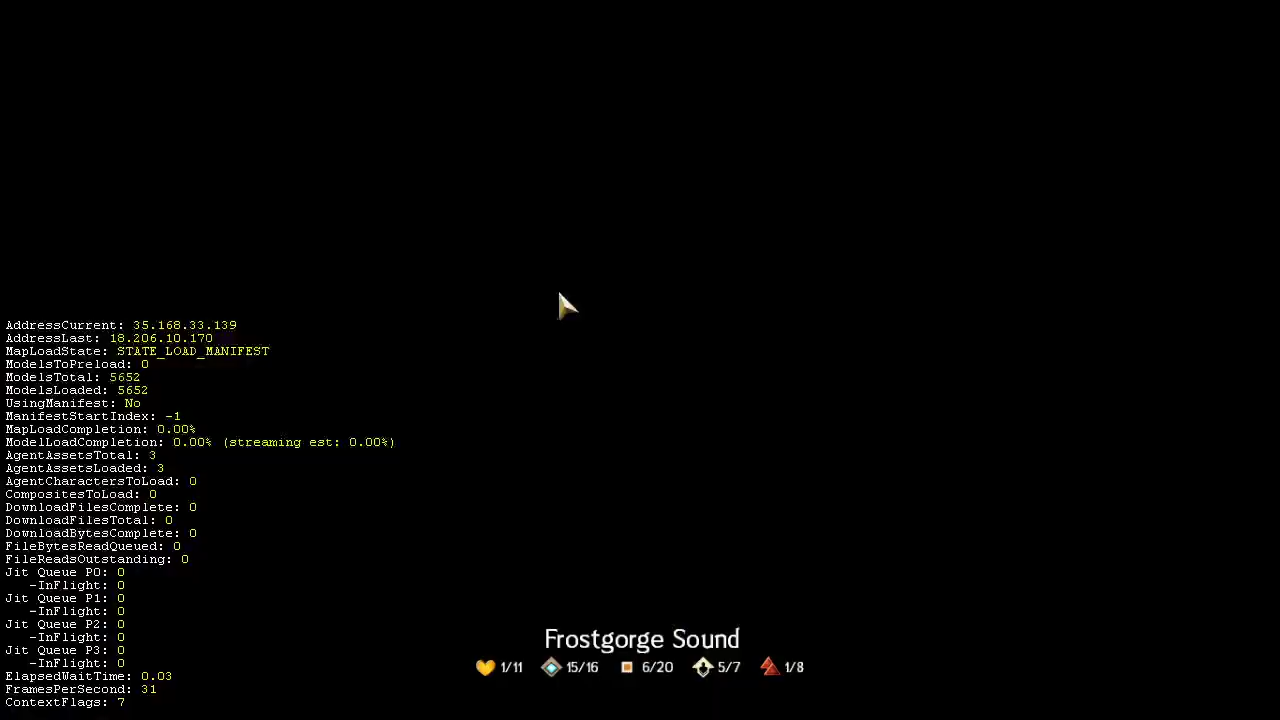 AddressCurrent: 35.168.33.139
AddressLast: 18.206.10.170
MapLoadState: STATE_LOAD_MANIFEST
ModelsToPreload: 0
ModelsTotal: 5652
ModelsLoaded: 5652
UsingManifest: No
ManifestStartIndex: -1
MapLoadCompletion: 0.00%
ModelLoadCompletion: 0.00% (streaming est: 0.00%)
AgentAssetsTotal: 3
AgentAssetsLoaded: 3
AgentCharactersToLoad: 0
CompositesToLoad: 0
DownloadFilesComplete: 0
DownloadFilesTotal: 0
DownloadBytesComplete: 0
FileBytesReadQueued: 0
FileReadsOutstanding: 0
Jit Queue P0: 0
-InFlight: 0
Jit Queue P1: 0
-InFlight: 0
Jit Queue P2: 0
-InFlight: 0
Jit Queue P3: 0
-InFlight: 0
ElapsedWaitTime: 0.03
FramesPerSecond: 31
ContextFlags: 7
Frostgorge Sound
1/11 15/16 6/20 5/7 1/8